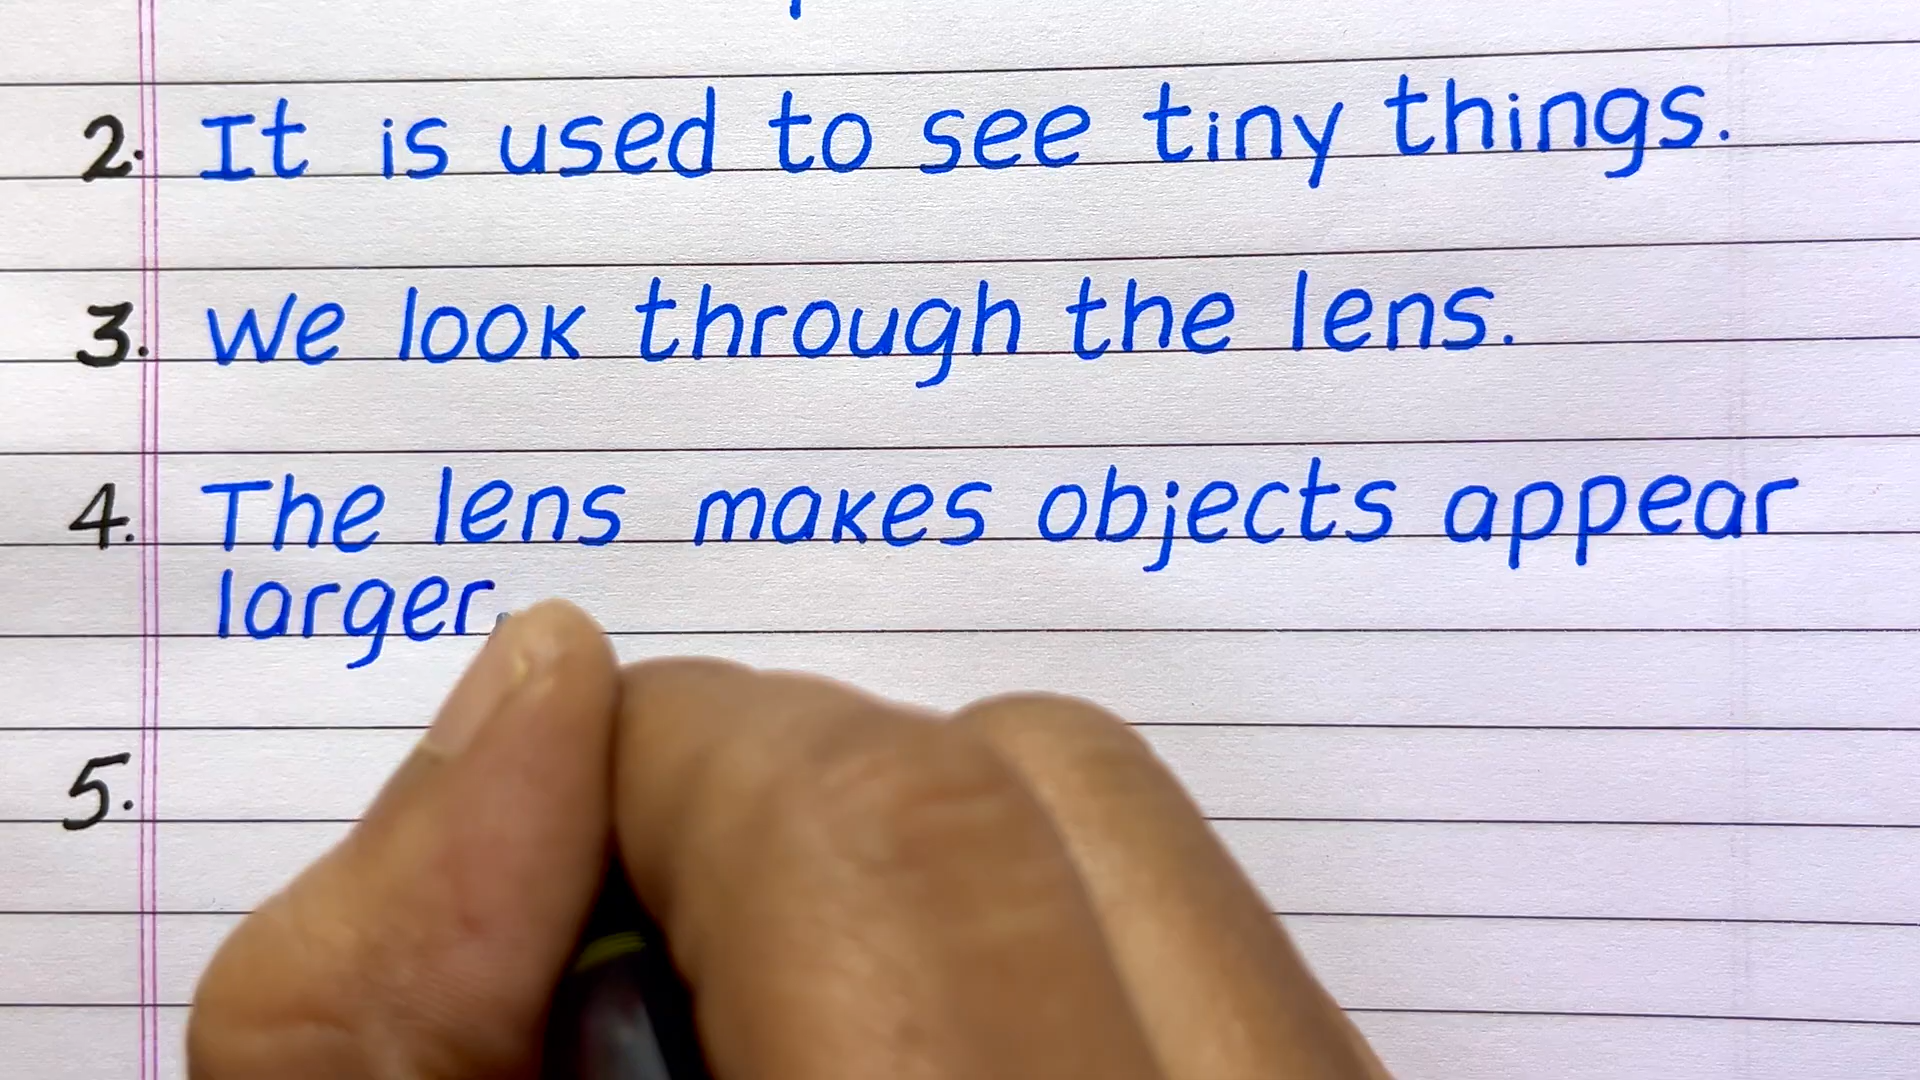 2. It is used to see tiny things.
3. We look through the lens.
4. The lens makes objects appear
larger.
5.